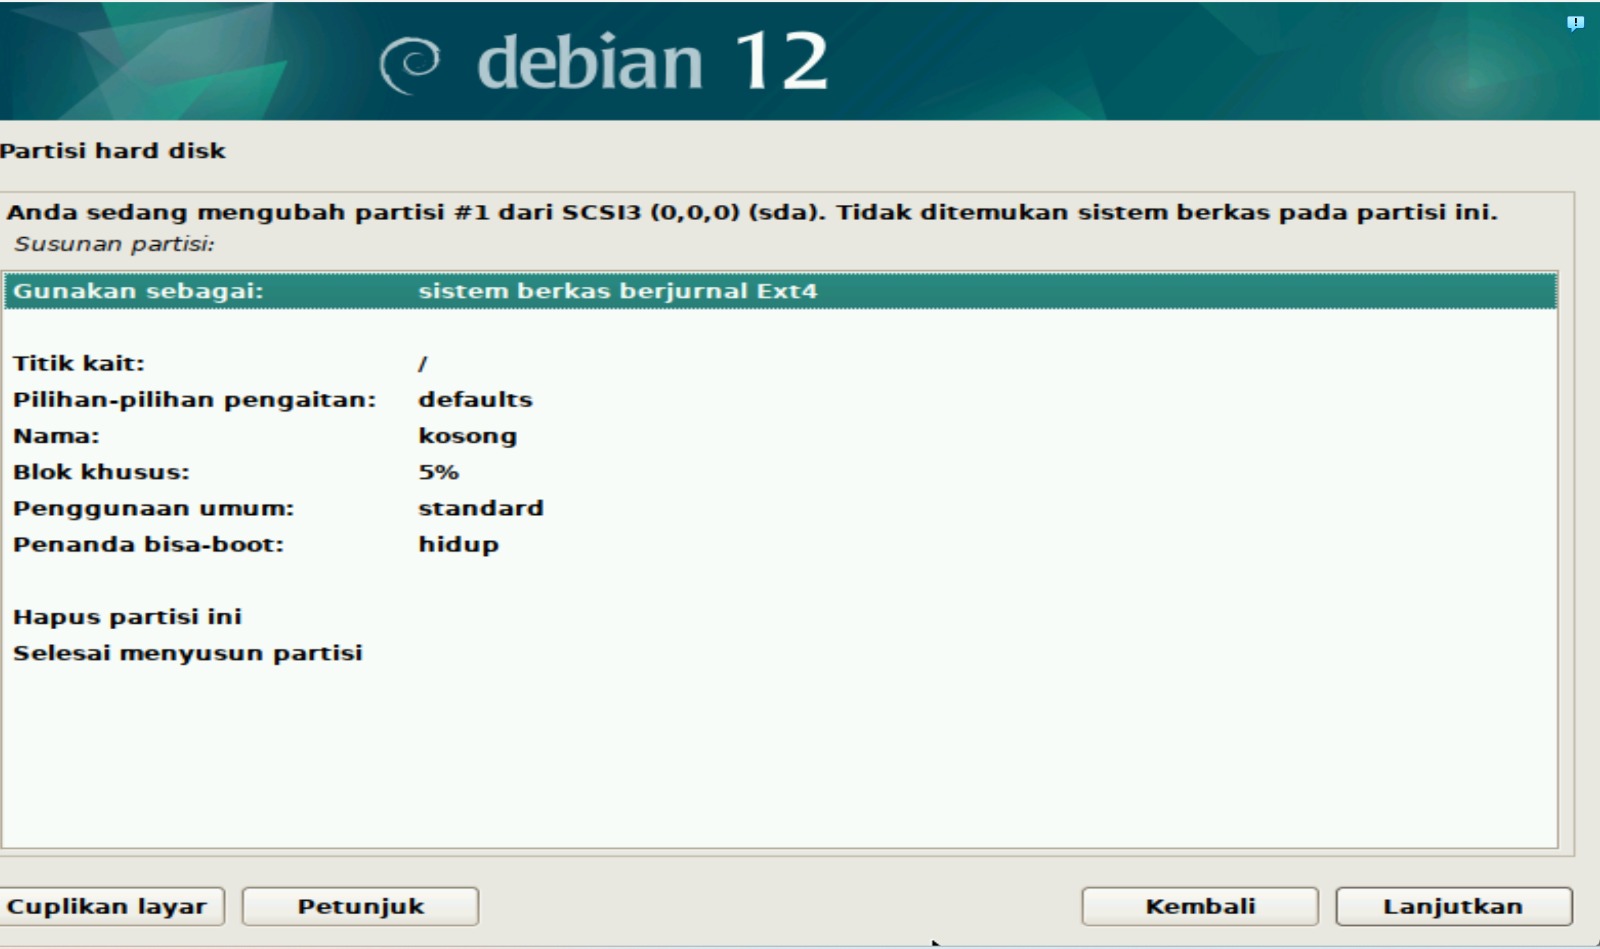 debian 12
Partisi hard disk
Anda sedang mengubah partisi #1 dari SCSI3 (0,0,0) (sda). Tidak ditemukan sistem berkas pada partisi ini.
Susunan partisi:
Gunakan sebagai: sistem berkas berjurnal Ext4
Titik kait: /
Pilihan-pilihan pengaitan: defaults
Nama: kosong
Blok khusus: 5%
Penggunaan umum: standard
Penanda bisa-boot: hidup
Hapus partisi ini
Selesai menyusun partisi
Cuplikan layar Petunjuk Kembali Lanjutkan